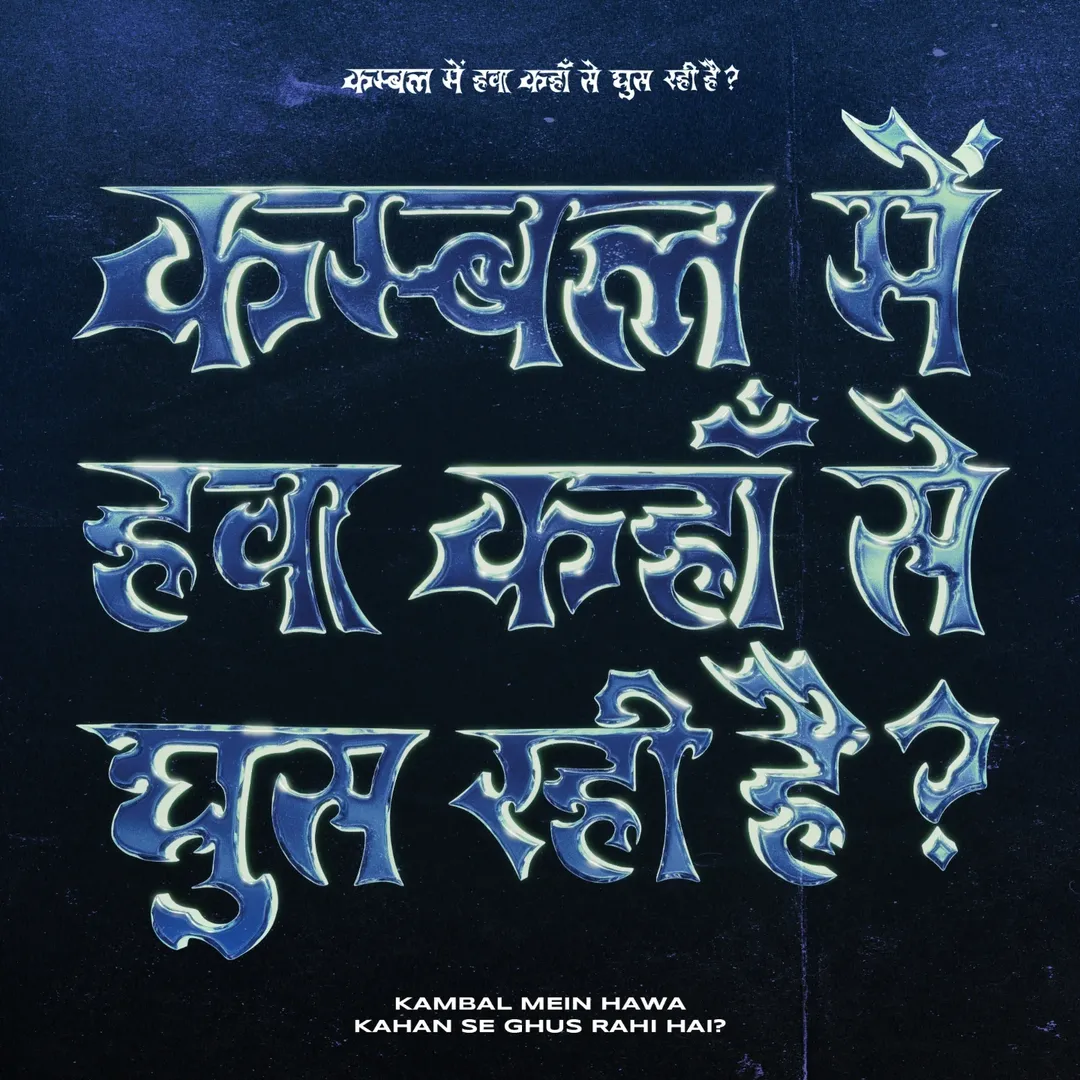 कम्बल में हवा कहाँ से घुस रही है?
कम्बल में
हवा कहाँ से
घुस रही है?
KAMBAL MEIN HAWA
KAHAN SE GHUS RAHI HAI?